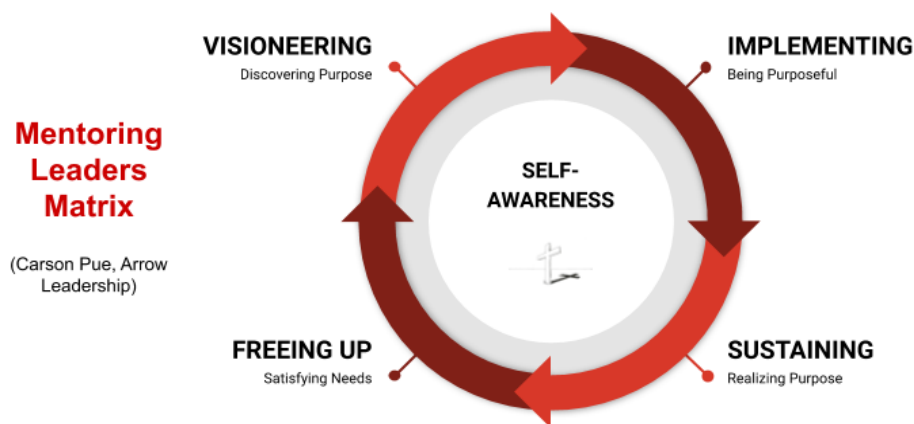 Mentoring
Leaders
Matrix
(Carson Pue, Arrow
Leadership)
VISIONEERING
Discovering Purpose
IMPLEMENTING
Being Purposeful
SELF-
AWARENESS
FREEING UP
Satisfying Needs
SUSTAINING
Realizing Purpose